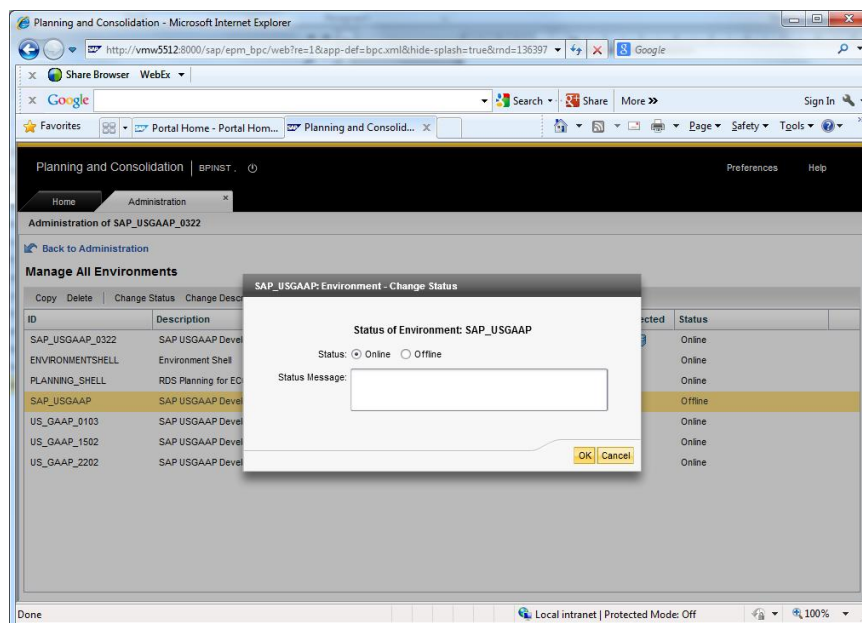 Planning and Consolidation - Microsoft Internet Explorer
http://vmw5512:8000/sap/epm_bpc/web?re=1&app-def=bpc.xml&hide-splash=true&rnd=136397
Google
x Share Browser WebEx
x Google Search Share More » Sign In
Favorites Portal Home - Portal Hom... Planning and Consolid... X Page Safety Tools
Planning and Consolidation | BPINST . Preferences Help
Home Administration x
Administration of SAP_USGAAP_0322
Back to Administration
Manage All Environments
Copy Delete | Change Status Change Descr
ID Description ected Status
SAP_USGAAP_0322 SAP USGAAP Devel Online
ENVIRONMENTSHELL Environment Shell Online
PLANNING_SHELL RDS Planning for EC Online
SAP_USGAAP SAP USGAAP Devel Offline
US_GAAP_0103 SAP USGAAP Devel Online
US_GAAP_1502 SAP USGAAP Devel Online
US_GAAP_2202 SAP USGAAP Devel Online
SAP_USGAAP: Environment - Change Status
Status of Environment: SAP_USGAAP
Status: Online Offline
Status Message:
OK Cancel
Done Local intranet | Protected Mode: Off 100%